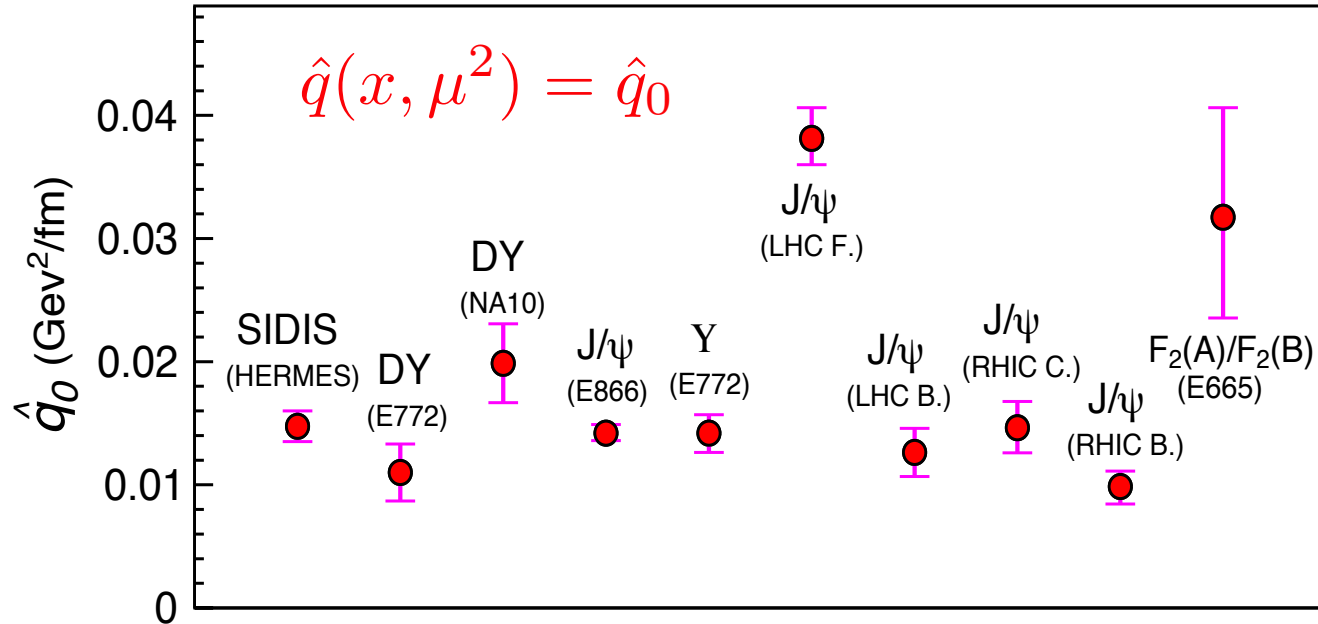 q̂(x, μ²) = q̂₀
q̂₀ (Gev²/fm)
0.04
0.03
0.02
0.01
0
SIDIS
(HERMES)
DY
(E772)
DY
(NA10)
J/ψ
(E866)
Υ
(E772)
J/ψ
(LHC F.)
J/ψ
(LHC B.)
J/ψ
(RHIC C.)
J/ψ
(RHIC B.)
F₂(A)/F₂(B)
(E665)